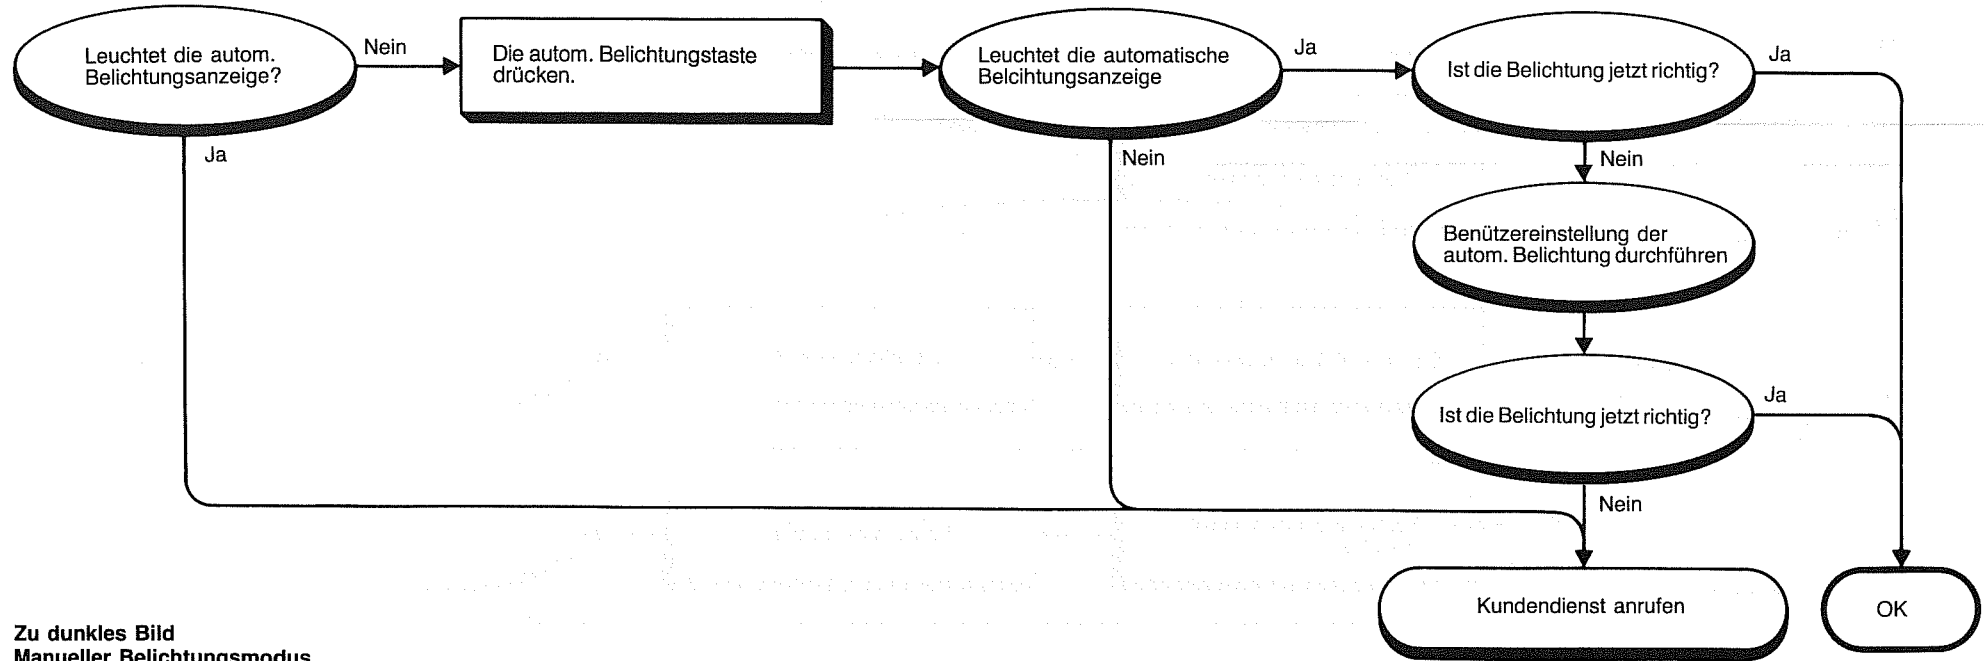 Leuchtet die autom.
Belichtungsanzeige?
Nein
Die autom. Belichtungstaste
drücken.
Leuchtet die automatische
Belcihtungsanzeige
Ja
Ist die Belichtung jetzt richtig?
Ja
Ja
Nein
Nein
Benützereinstellung der
autom. Belichtung durchführen
Ist die Belichtung jetzt richtig?
Ja
Nein
Kundendienst anrufen
OK
Zu dunkles Bild
Manueller Belichtungsmodus